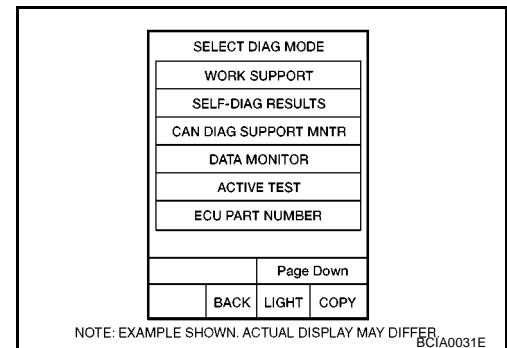 SELECT DIAG MODE
WORK SUPPORT
SELF-DIAG RESULTS
CAN DIAG SUPPORT MNTR
DATA MONITOR
ACTIVE TEST
ECU PART NUMBER
Page Down
BACK LIGHT COPY
NOTE: EXAMPLE SHOWN. ACTUAL DISPLAY MAY DIFFER.
BCIA0031E